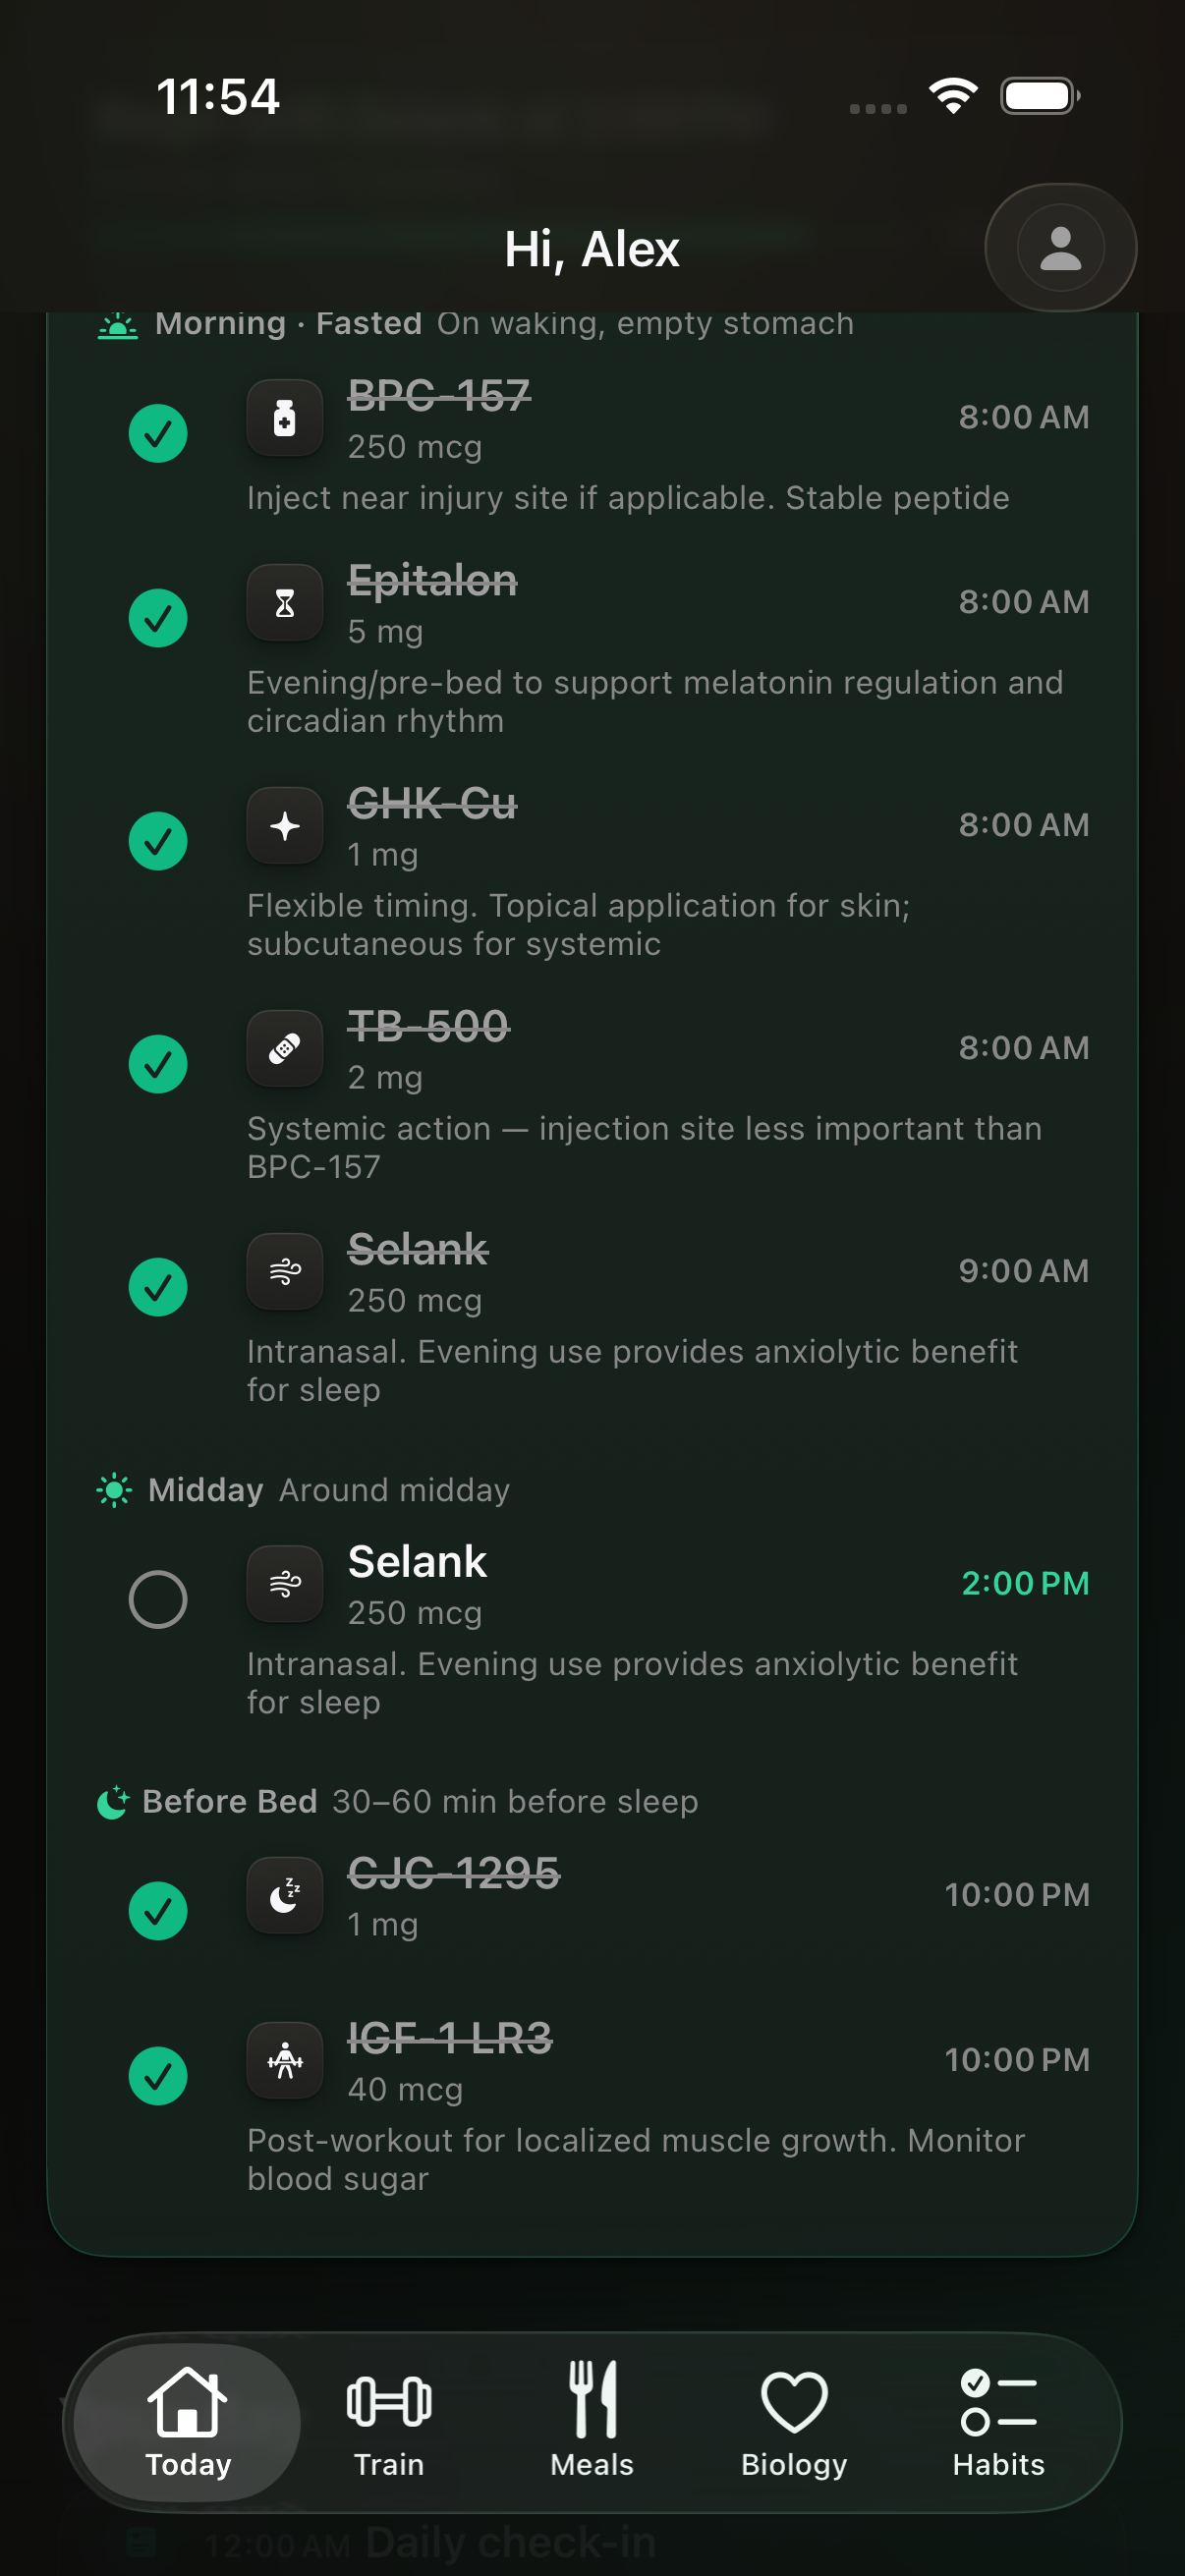 11:54
Hi, Alex
Morning · Fasted On waking, empty stomach
BPC-157
8:00 AM
250 mcg
Inject near injury site if applicable. Stable peptide
Epitalon
8:00 AM
5 mg
Evening/pre-bed to support melatonin regulation and
circadian rhythm
GHK-Cu
8:00 AM
1 mg
Flexible timing. Topical application for skin;
subcutaneous for systemic
TB-500
8:00 AM
2 mg
Systemic action — injection site less important than
BPC-157
Selank
9:00 AM
250 mcg
Intranasal. Evening use provides anxiolytic benefit
for sleep
Midday Around midday
Selank
2:00 PM
250 mcg
Intranasal. Evening use provides anxiolytic benefit
for sleep
Before Bed 30–60 min before sleep
CJC-1295
10:00 PM
1 mg
IGF-1 LR3
10:00 PM
40 mcg
Post-workout for localized muscle growth. Monitor
blood sugar
Today Train Meals Biology Habits
12:00 AM Daily check-in